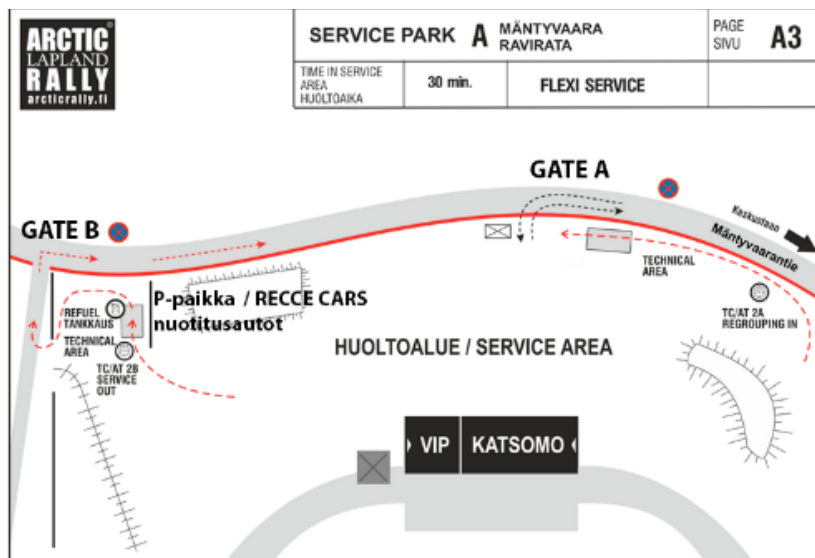 ARCTIC
LAPLAND
RALLY
arcticrally.fi
SERVICE PARK A MÄNTYVAARA
RAVIRATA
PAGE
SIVU A3
TIME IN SERVICE
AREA
HUOLTOAIKA
30 min.
FLEXI SERVICE
GATE A
GATE B
Keskustaan
Mäntyvaarantie
TECHNICAL
AREA
TC/AT 2A
REGROUPING IN
P-paikka / RECCE CARS
nuotitusautot
REFUEL
TANKKAUS
TECHNICAL
AREA
TC/AT 2B
SERVICE
OUT
HUOLTOALUE / SERVICE AREA
VIP
KATSOMO